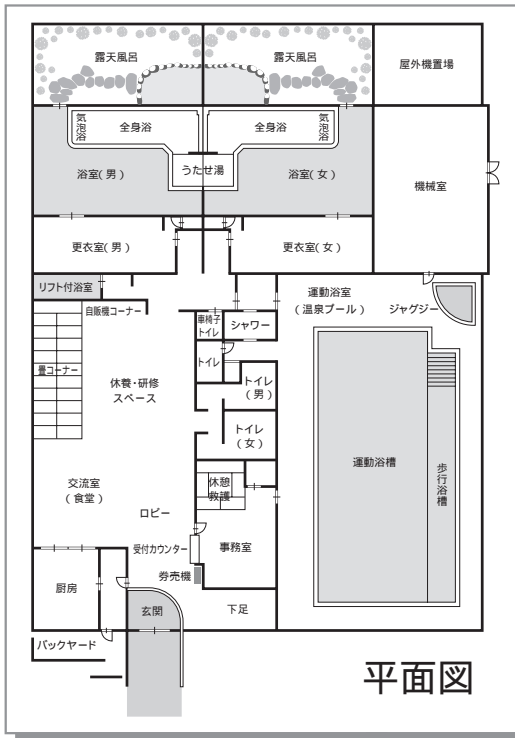 露天風呂
露天風呂
屋外機置場
気泡浴
全身浴
全身浴
気泡浴
うたせ湯
浴室(男)
浴室(女)
機械室
更衣室(男)
更衣室(女)
リフト付浴室
運動浴室
(温泉プール)
ジャグジー
自販機コーナー
車椅子
トイレ
シャワー
トイレ
畳コーナー
休養・研修
スペース
トイレ
(男)
トイレ
(女)
運動浴槽
歩行浴槽
交流室
(食堂)
休憩
救護
ロビー
受付カウンター
事務室
券売機
厨房
玄関
下足
バックヤード
平面図